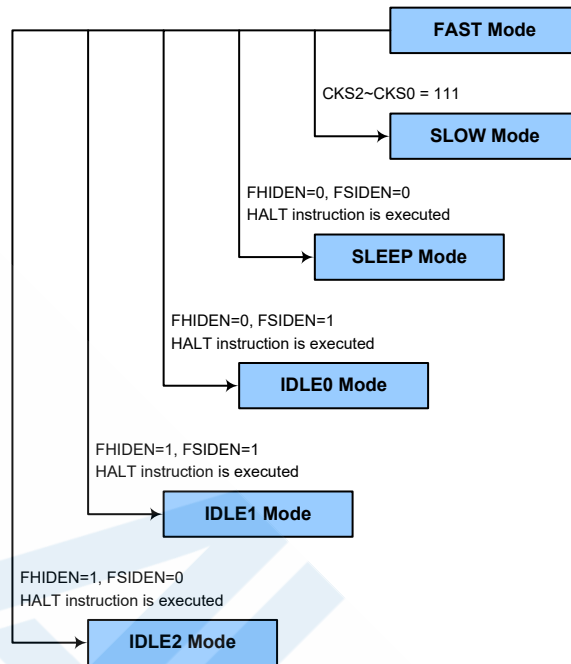 FAST Mode
CKS2~CKS0 = 111
SLOW Mode
FHIDEN=0, FSIDEN=0
HALT instruction is executed
SLEEP Mode
FHIDEN=0, FSIDEN=1
HALT instruction is executed
IDLE0 Mode
FHIDEN=1, FSIDEN=1
HALT instruction is executed
IDLE1 Mode
FHIDEN=1, FSIDEN=0
HALT instruction is executed
IDLE2 Mode